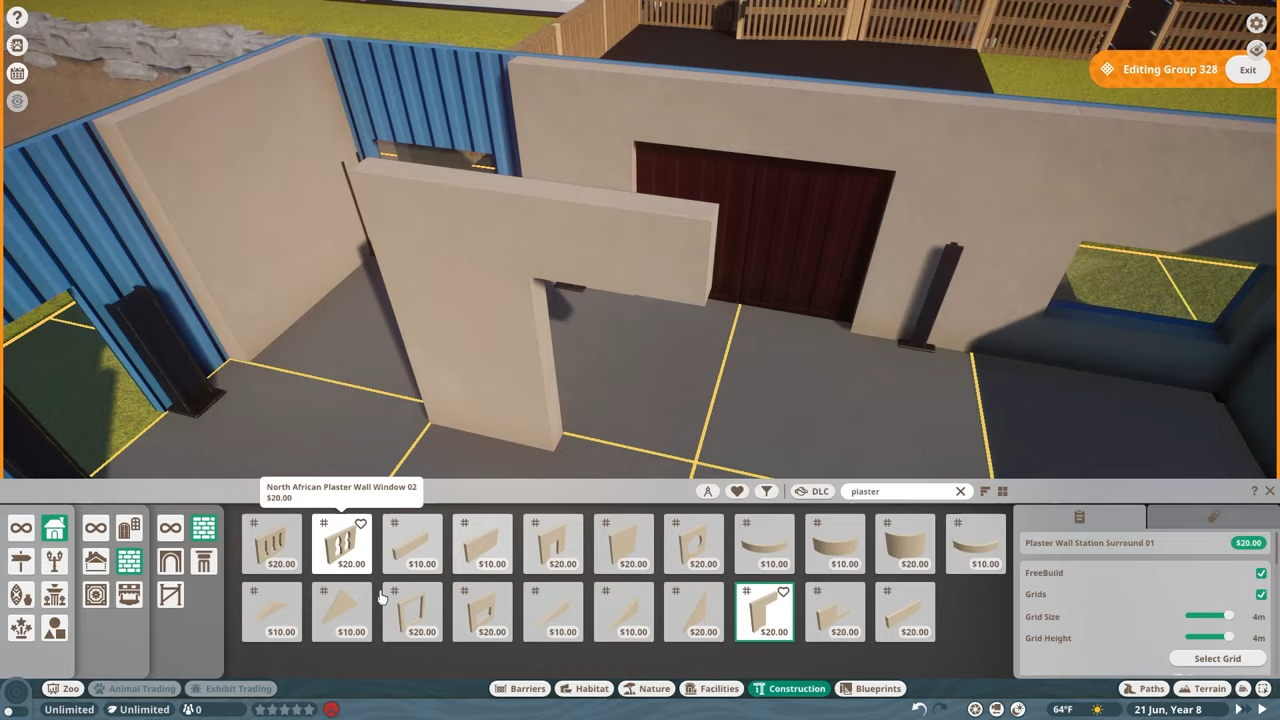 ?
Editing Group 328
Exit
North African Plaster Wall Window 02
$20.00
DLC
plaster
?
$20.00
$20.00
$10.00
$10.00
$20.00
$20.00
$20.00
$10.00
$10.00
$20.00
$10.00
$10.00
$10.00
$20.00
$20.00
$10.00
$10.00
$20.00
$20.00
$20.00
$20.00
Plaster Wall Station Surround 01
$20.00
FreeBuild
Grids
Grid Size
4m
Grid Height
4m
Select Grid
Zoo
Animal Trading
Exhibit Trading
Barriers
Habitat
Nature
Facilities
Construction
Blueprints
Paths
Terrain
Unlimited
Unlimited
0
64°F
21 Jun, Year 8